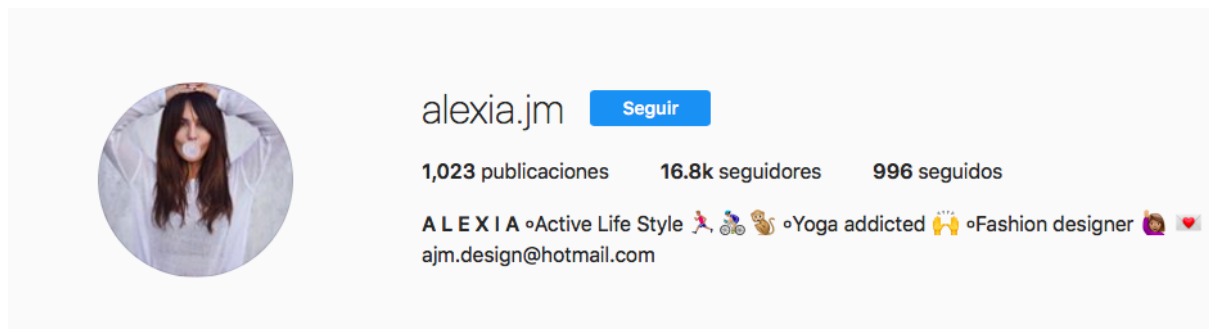 alexia.jm Seguir
1,023 publicaciones 16.8k seguidores 996 seguidos
A L E X I A ∘Active Life Style 🏃🏼‍♀️ 🚴🏼 🐒 ∘Yoga addicted 🙌🏼 ∘Fashion designer 🙋🏽 💌
ajm.design@hotmail.com